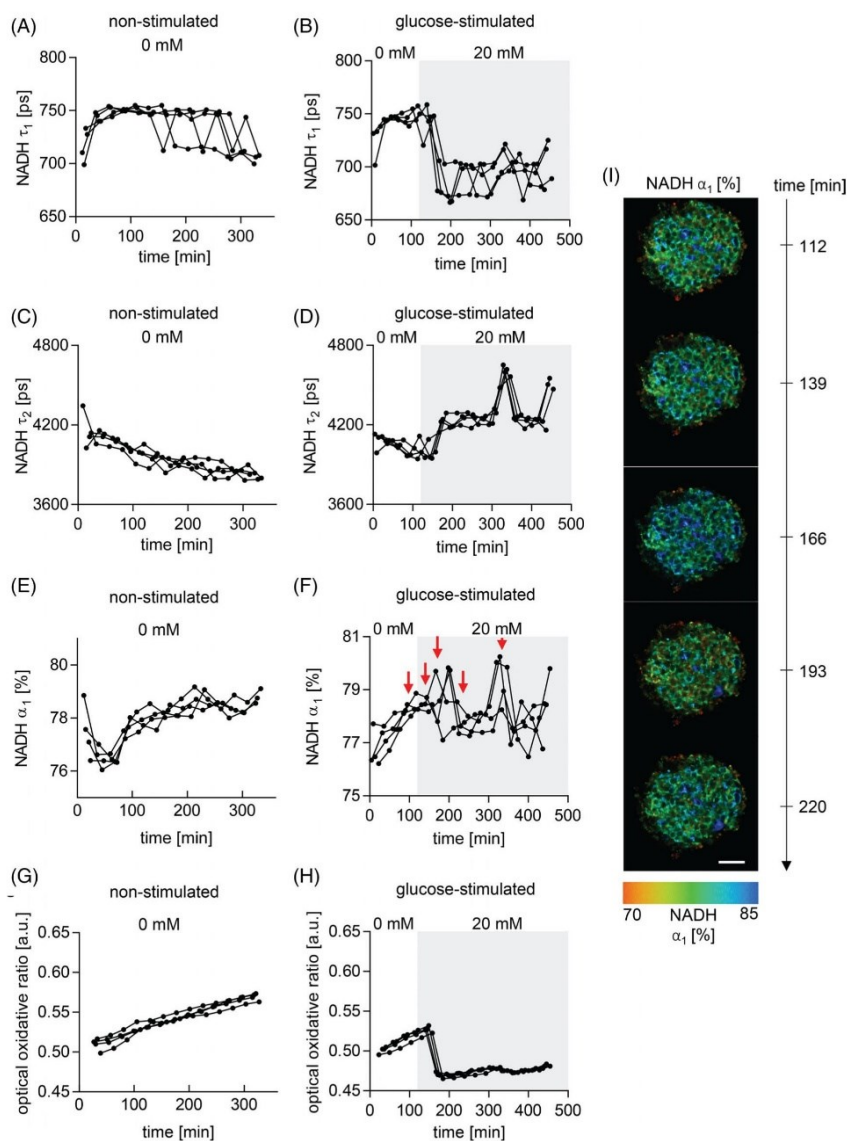 (A)
non-stimulated
0 mM
NADH τ1 [ps]
800
750
700
650
0 100 200 300
time [min]
(B)
glucose-stimulated
0 mM 20 mM
NADH τ1 [ps]
800
750
700
650
0 100 200 300 400 500
time [min]
(C)
non-stimulated
0 mM
NADH τ2 [ps]
4800
4200
3600
0 100 200 300
time [min]
(D)
glucose-stimulated
0 mM 20 mM
NADH τ2 [ps]
4800
4200
3600
0 100 200 300 400 500
time [min]
(E)
non-stimulated
0 mM
NADH α1 [%]
80
78
76
0 100 200 300
time [min]
(F)
glucose-stimulated
0 mM 20 mM
NADH α1 [%]
81
79
77
75
0 100 200 300 400 500
time [min]
(G)
non-stimulated
0 mM
optical oxidative ratio [a.u.]
0.65
0.60
0.55
0.50
0.45
0 100 200 300
time [min]
(H)
glucose-stimulated
0 mM 20 mM
optical oxidative ratio [a.u.]
0.65
0.60
0.55
0.50
0.45
0 100 200 300 400 500
time [min]
(I)
NADH α1 [%] time [min]
112
139
166
193
220
70 NADH 85
α1 [%]